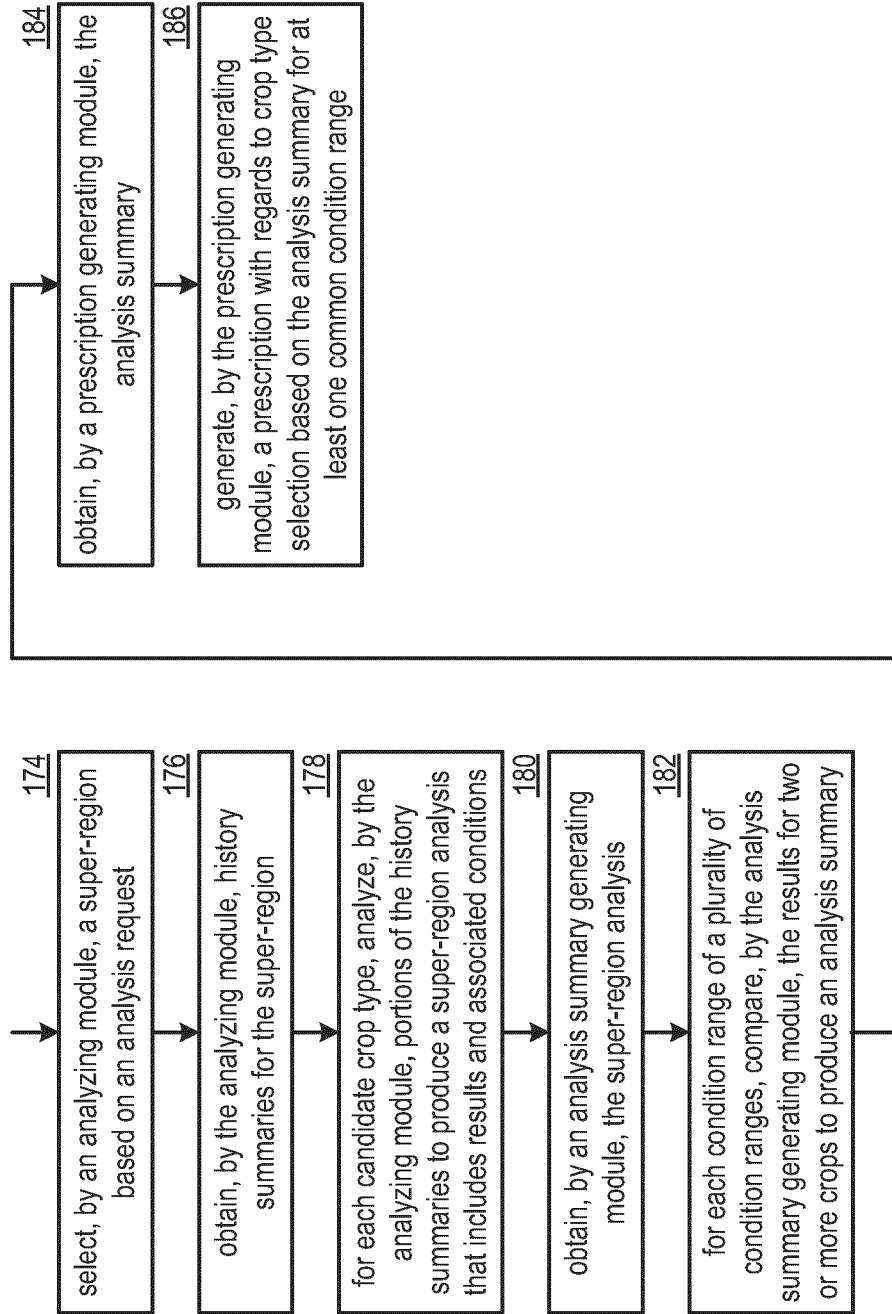 174
select, by an analyzing module, a super-region
based on an analysis request
176
obtain, by the analyzing module, history
summaries for the super-region
178
for each candidate crop type, analyze, by the
analyzing module, portions of the history
summaries to produce a super-region analysis
that includes results and associated conditions
180
obtain, by an analysis summary generating
module, the super-region analysis
182
for each condition range of a plurality of
condition ranges, compare, by the analysis
summary generating module, the results for two
or more crops to produce an analysis summary
184
obtain, by a prescription generating module, the
analysis summary
186
generate, by the prescription generating
module, a prescription with regards to crop type
selection based on the analysis summary for at
least one common condition range